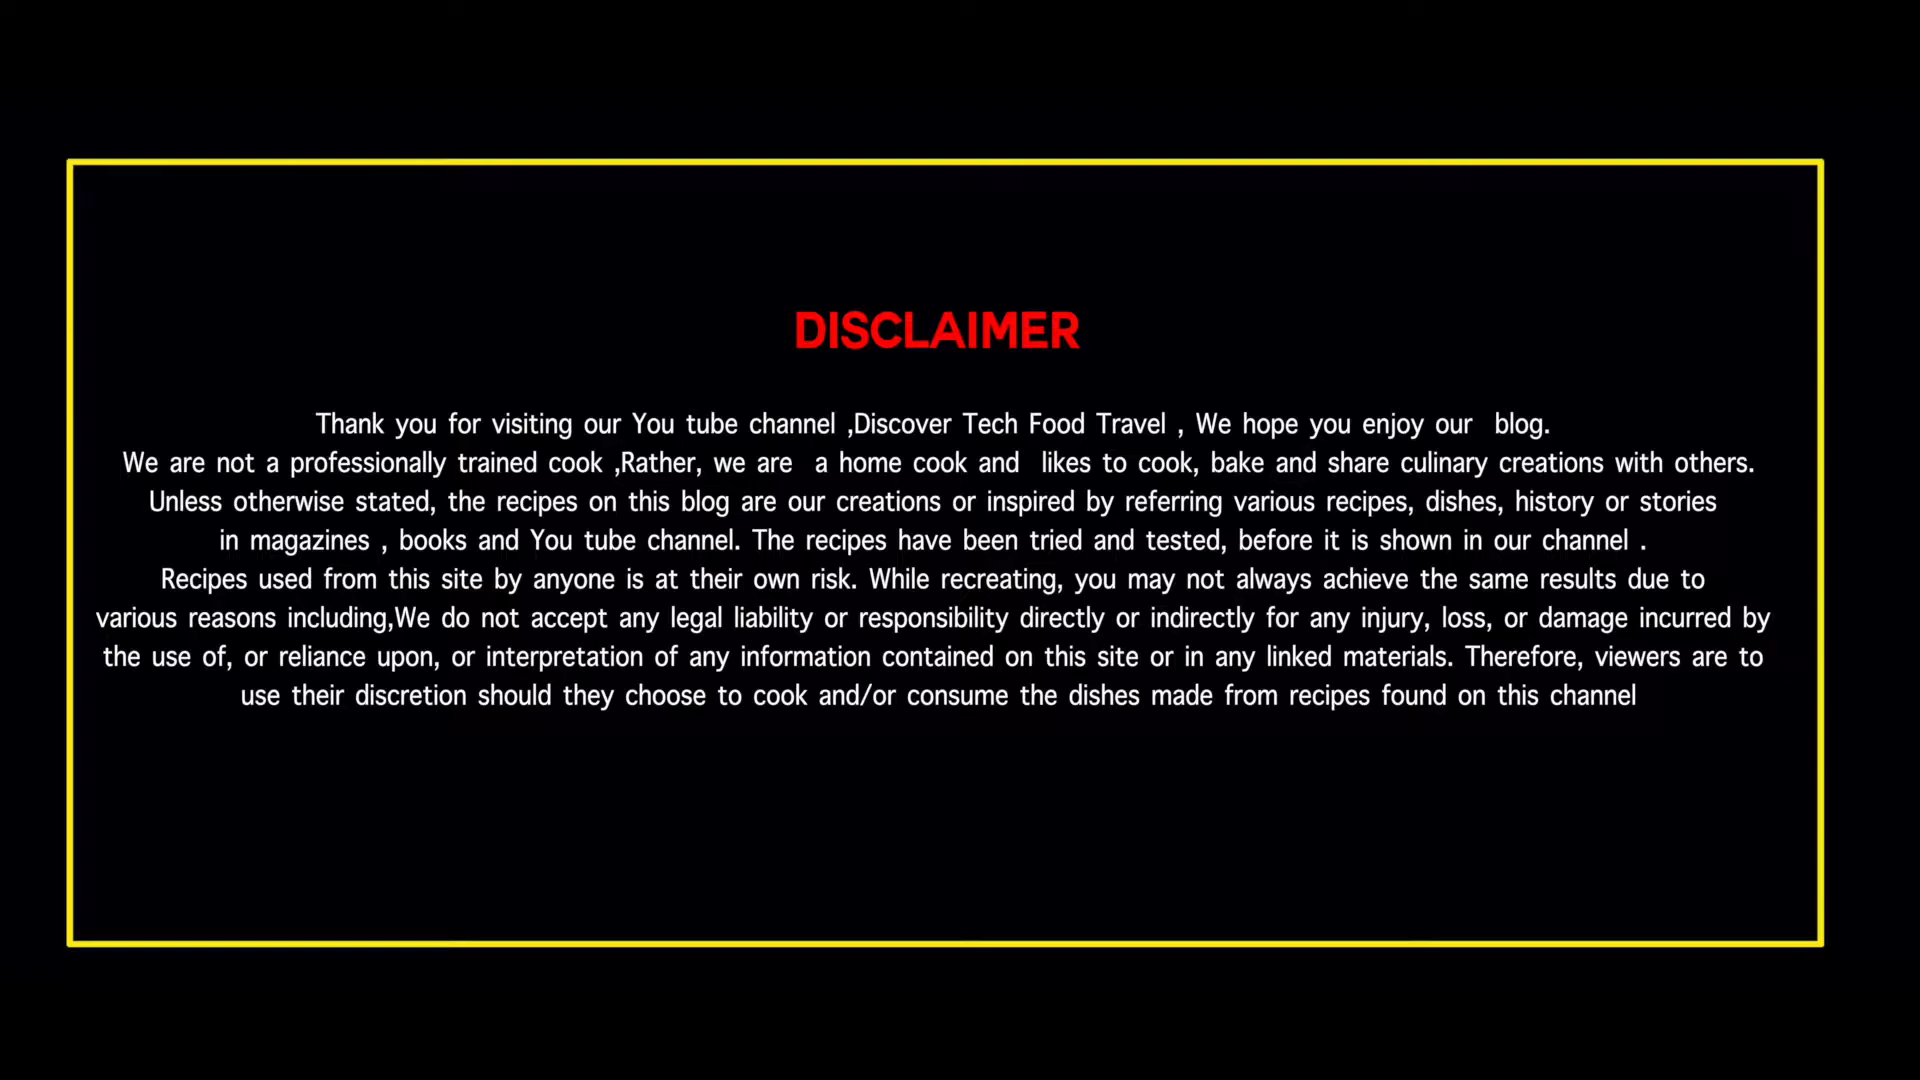 DISCLAIMER
Thank you for visiting our You tube channel ,Discover Tech Food Travel , We hope you enjoy our  blog.
We are not a professionally trained cook ,Rather, we are  a home cook and  likes to cook, bake and share culinary creations with others.
Unless otherwise stated, the recipes on this blog are our creations or inspired by referring various recipes, dishes, history or stories
in magazines , books and You tube channel. The recipes have been tried and tested, before it is shown in our channel .
Recipes used from this site by anyone is at their own risk. While recreating, you may not always achieve the same results due to
various reasons including,We do not accept any legal liability or responsibility directly or indirectly for any injury, loss, or damage incurred by
the use of, or reliance upon, or interpretation of any information contained on this site or in any linked materials. Therefore, viewers are to
use their discretion should they choose to cook and/or consume the dishes made from recipes found on this channel